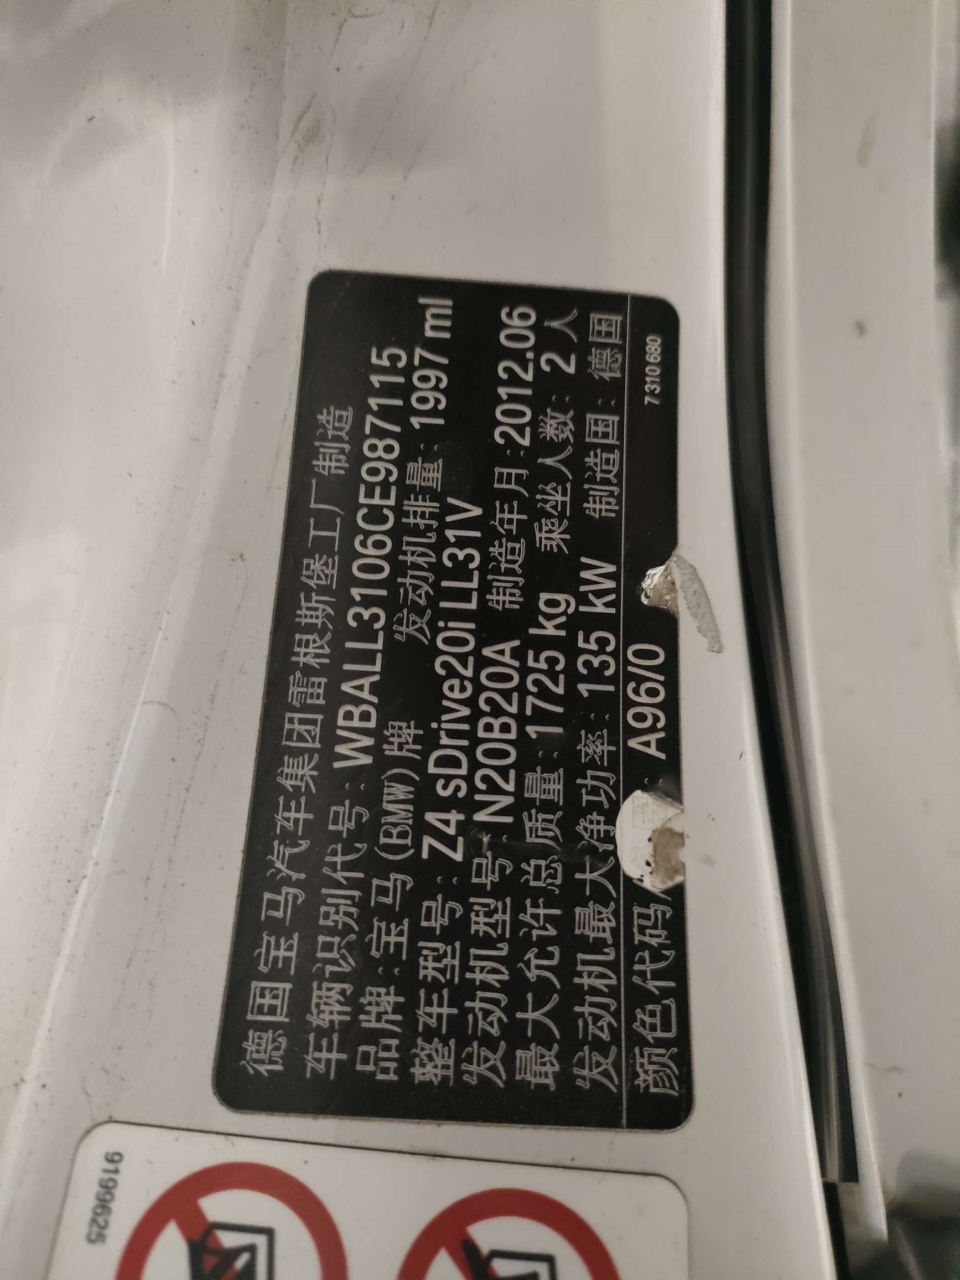 德国宝马汽车集团雷根斯堡工厂制造
车辆识别代号:WBALL3106CE987115
品牌:宝马(BMW)牌 发动机排量:1997 ml
整车型号:Z4 sDrive20i LL31V
发动机型号:N20B20A 制造年月:2012.06
最大允许总质量:1725 kg 乘坐人数:2人
发动机最大净功率:135 kW 制造国:德国
颜色代码/ A96/0
7 310 680
9199625